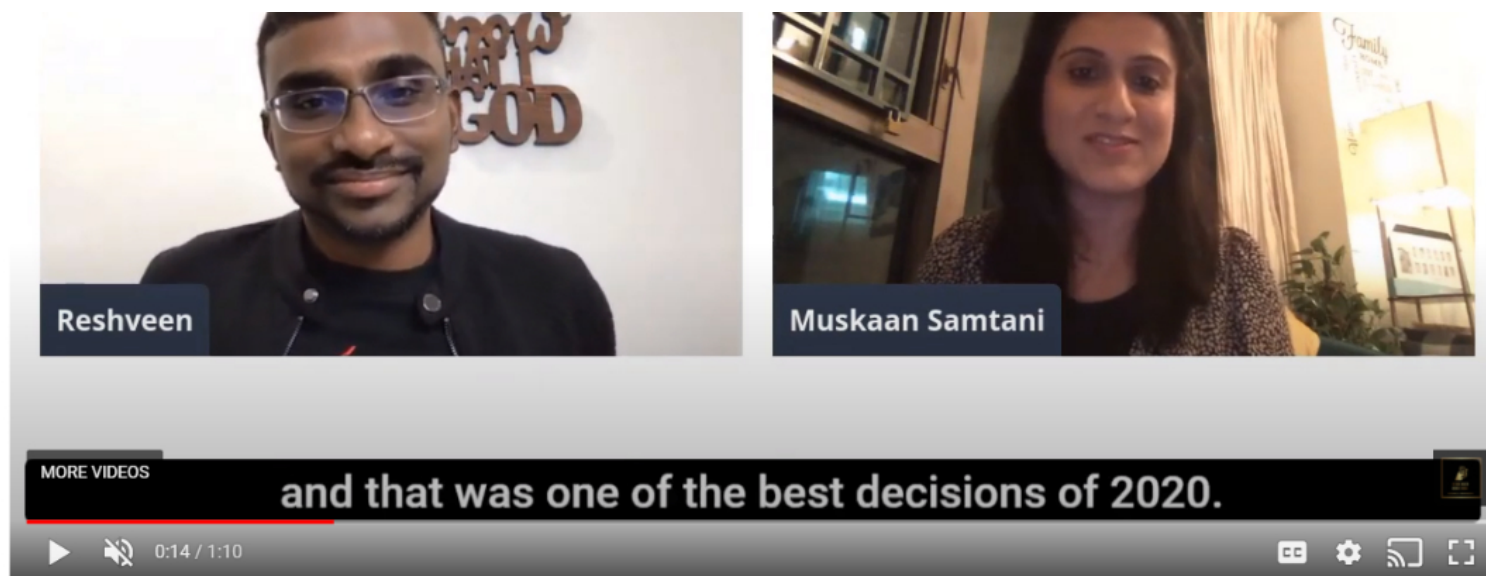 GOD
Family
Reshveen
Muskaan Samtani
MORE VIDEOS
and that was one of the best decisions of 2020.
0:14 / 1:10
CC